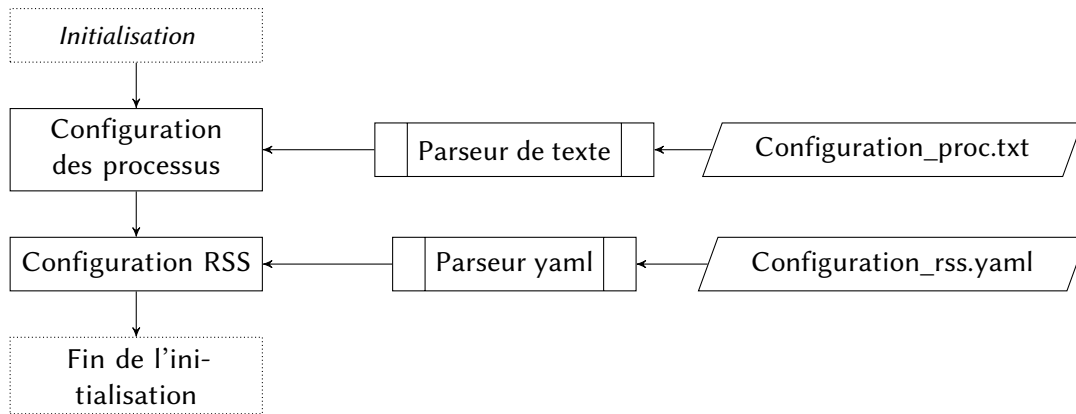 Initialisation
Configuration
des processus
Parseur de texte
Configuration_proc.txt
Configuration RSS
Parseur yaml
Configuration_rss.yaml
Fin de l'ini-
tialisation